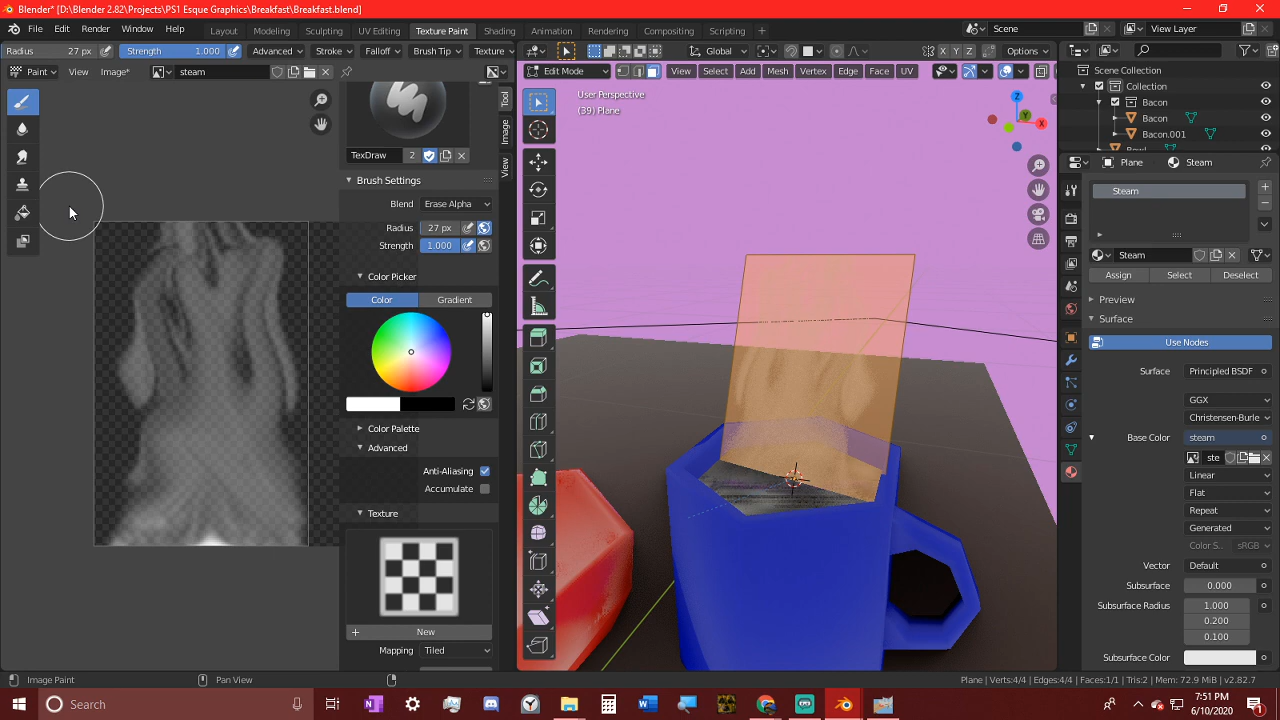 Blender* [D:\Blender 2.82\Projects\PS1 Esque Graphics\Breakfast\Breakfast.blend]
File Edit Render Window Help Layout Modeling Sculpting UV Editing Texture Paint Shading Animation Rendering Compositing Scripting Scene View Layer
Radius 27 px Strength 1.000 Advanced Stroke Falloff Brush Tip Texture Global X Y Z Options
Paint View Image* steam Edit Mode View Select Add Mesh Vertex Edge Face UV
Scene Collection
Collection
Bacon
Bacon
Bacon.001
Bowl
User Perspective
(39) Plane
Z
Y
X
Tool
Image
View
TexDraw 2
Brush Settings
Blend Erase Alpha
Radius 27 px
Strength 1.000
Color Picker
Color Gradient
Color Palette
Advanced
Anti-Aliasing
Accumulate
Texture
New
Mapping Tiled
Plane Steam
Steam
Steam
Assign Select Deselect
Preview
Surface
Use Nodes
Surface Principled BSDF
GGX
Christensen-Burle
Base Color steam
ste
Linear
Flat
Repeat
Generated
Color S.. sRGB
Vector Default
Subsurface 0.000
Subsurface Radius 1.000
0.200
0.100
Subsurface Color
Image Paint Pan View Plane | Verts:4/4 | Edges:4/4 | Faces:1/1 | Tris:2 | Mem: 72.9 MiB | v2.82.7
Search
7:51 PM
6/10/2020